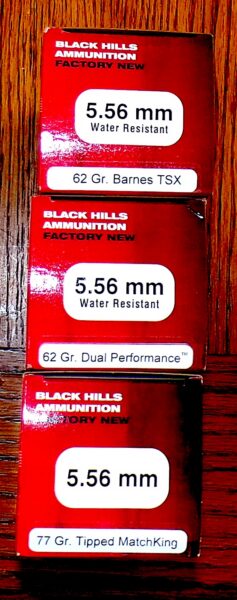 BLACK HILLS
AMMUNITION
FACTORY NEW
5.56 mm
Water Resistant
62 Gr. Barnes TSX
BLACK HILLS
AMMUNITION
FACTORY NEW
5.56 mm
Water Resistant
62 Gr. Dual Performance™
BLACK HILLS
AMMUNITION
FACTORY NEW
5.56 mm
77 Gr. Tipped MatchKing